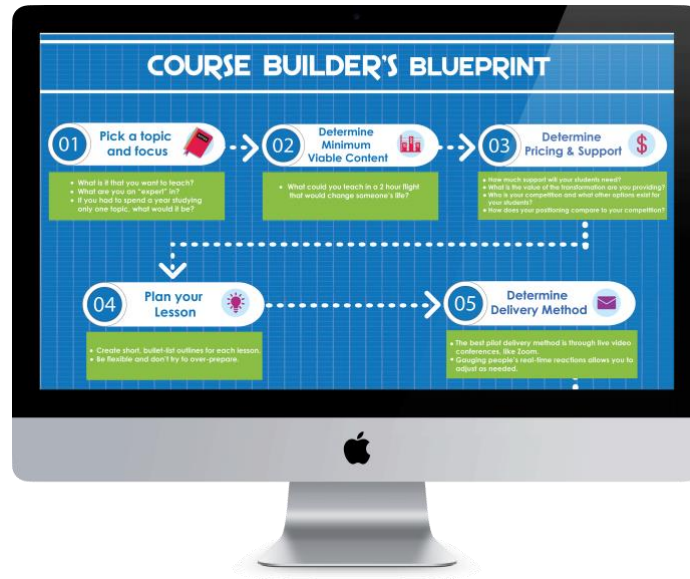 COURSE BUILDER'S BLUEPRINT
01
Pick a topic
and focus
• What is it that you want to teach?
• What are you an "expert" in?
• If you had to spend a year studying
only one topic, what would it be?
02
Determine
Minimum
Viable Content
• What could you teach in a 2 hour flight
that would change someone's life?
03
Determine
Pricing & Support
$
• How much support will your students need?
• What is the value of the transformation are you providing?
• Who is your competition and what other options exist for
your students?
• How does your positioning compare to your competition?
04
Plan your
Lesson
• Create short, bullet-list outlines for each lesson.
• Be flexible and don't try to over-prepare.
05
Determine
Delivery Method
• The best pilot delivery method is through live video
conferences, like Zoom.
• Gauging people's real-time reactions allows you to
adjust as needed.